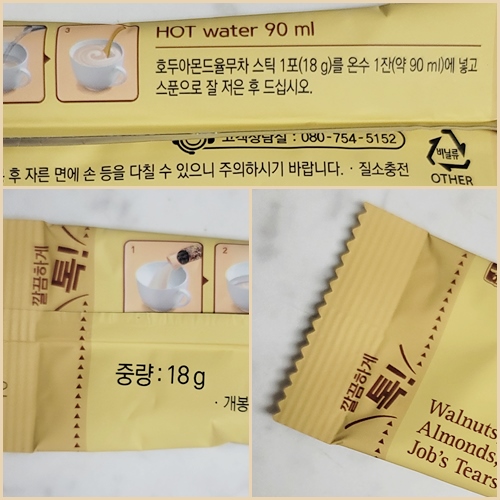 3
HOT water 90 ml
호두아몬드율무차 스틱 1포(18 g)를 온수 1잔(약 90 ml)에 넣고
스푼으로 잘 저은 후 드십시오.
고객상담실 : 080-754-5152
후 자른 면에 손 등을 다칠 수 있으니 주의하시기 바랍니다. · 질소충전
비닐류
OTHER
깔끔하게
톡!
1
2
중량 : 18 g
· 개봉
깔끔하게
톡!
Walnuts,
Almonds,
Job's Tears